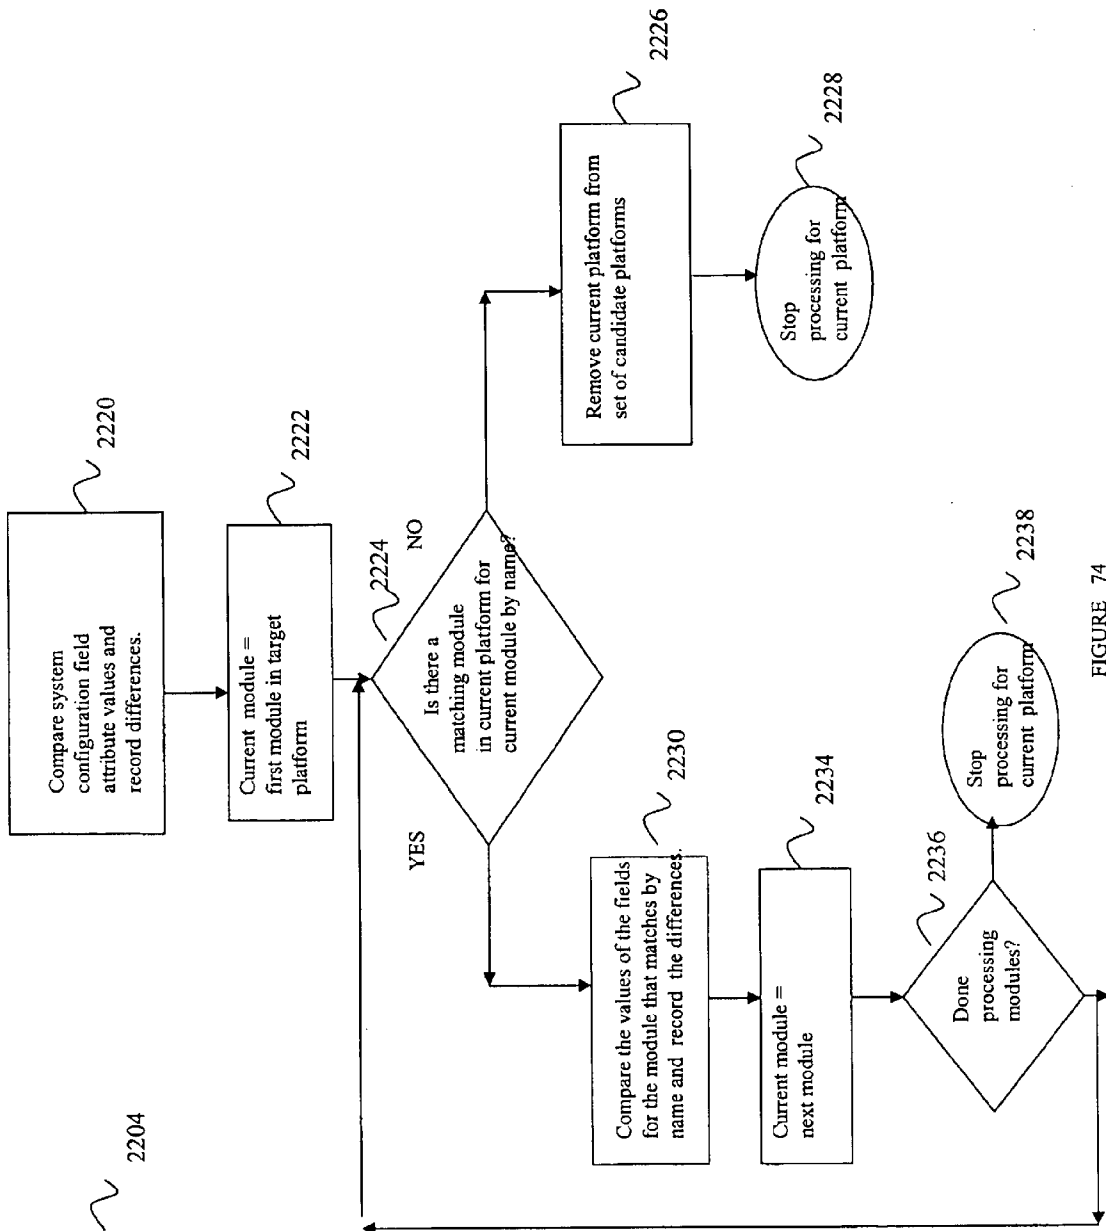 2204
Compare system
configuration field
attribute values and
record differences.
2220
Current module =
first module in target
platform
2222
2224
YES
NO
Is there a
matching module
in current platform for
current module by name?
Remove current platform from
set of candidate platforms
2226
Stop
processing for
current platform
2228
Compare the values of the fields
for the module that matches by
name and record the differences.
2230
Current module =
next module
2234
Done
processing
modules?
2236
Stop
processing for
current platform
2238
FIGURE 74